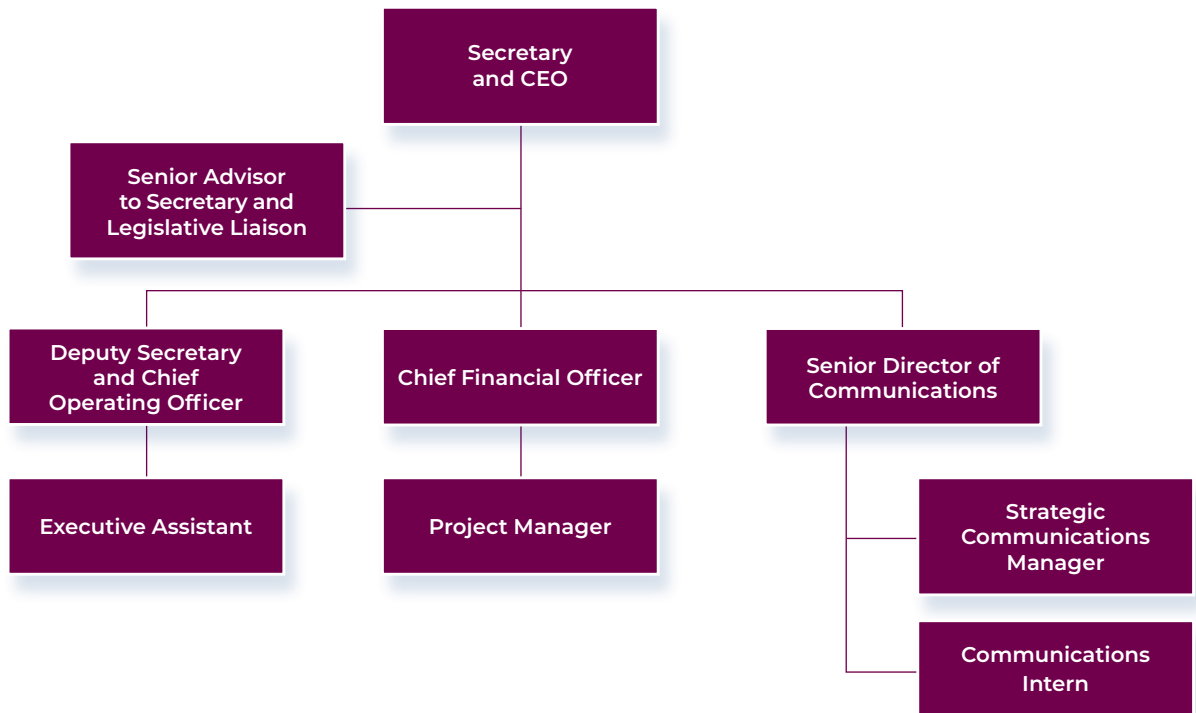 Secretary
and CEO
Senior Advisor
to Secretary and
Legislative Liaison
Deputy Secretary
and Chief
Operating Officer
Chief Financial Officer
Senior Director of
Communications
Executive Assistant
Project Manager
Strategic
Communications
Manager
Communications
Intern